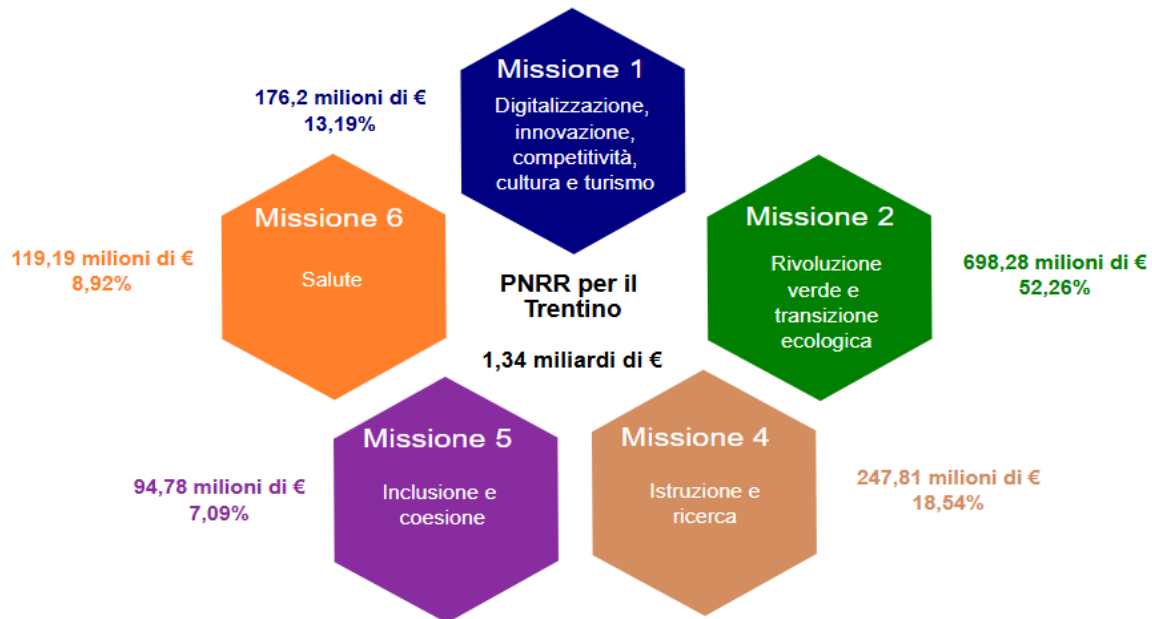 Missione 1
Digitalizzazione,
innovazione,
competitività,
cultura e turismo
176,2 milioni di €
13,19%
Missione 2
Rivoluzione
verde e
transizione
ecologica
698,28 milioni di €
52,26%
Missione 6
Salute
119,19 milioni di €
8,92%
PNRR per il
Trentino
1,34 miliardi di €
Missione 5
Inclusione e
coesione
94,78 milioni di €
7,09%
Missione 4
Istruzione e
ricerca
247,81 milioni di €
18,54%